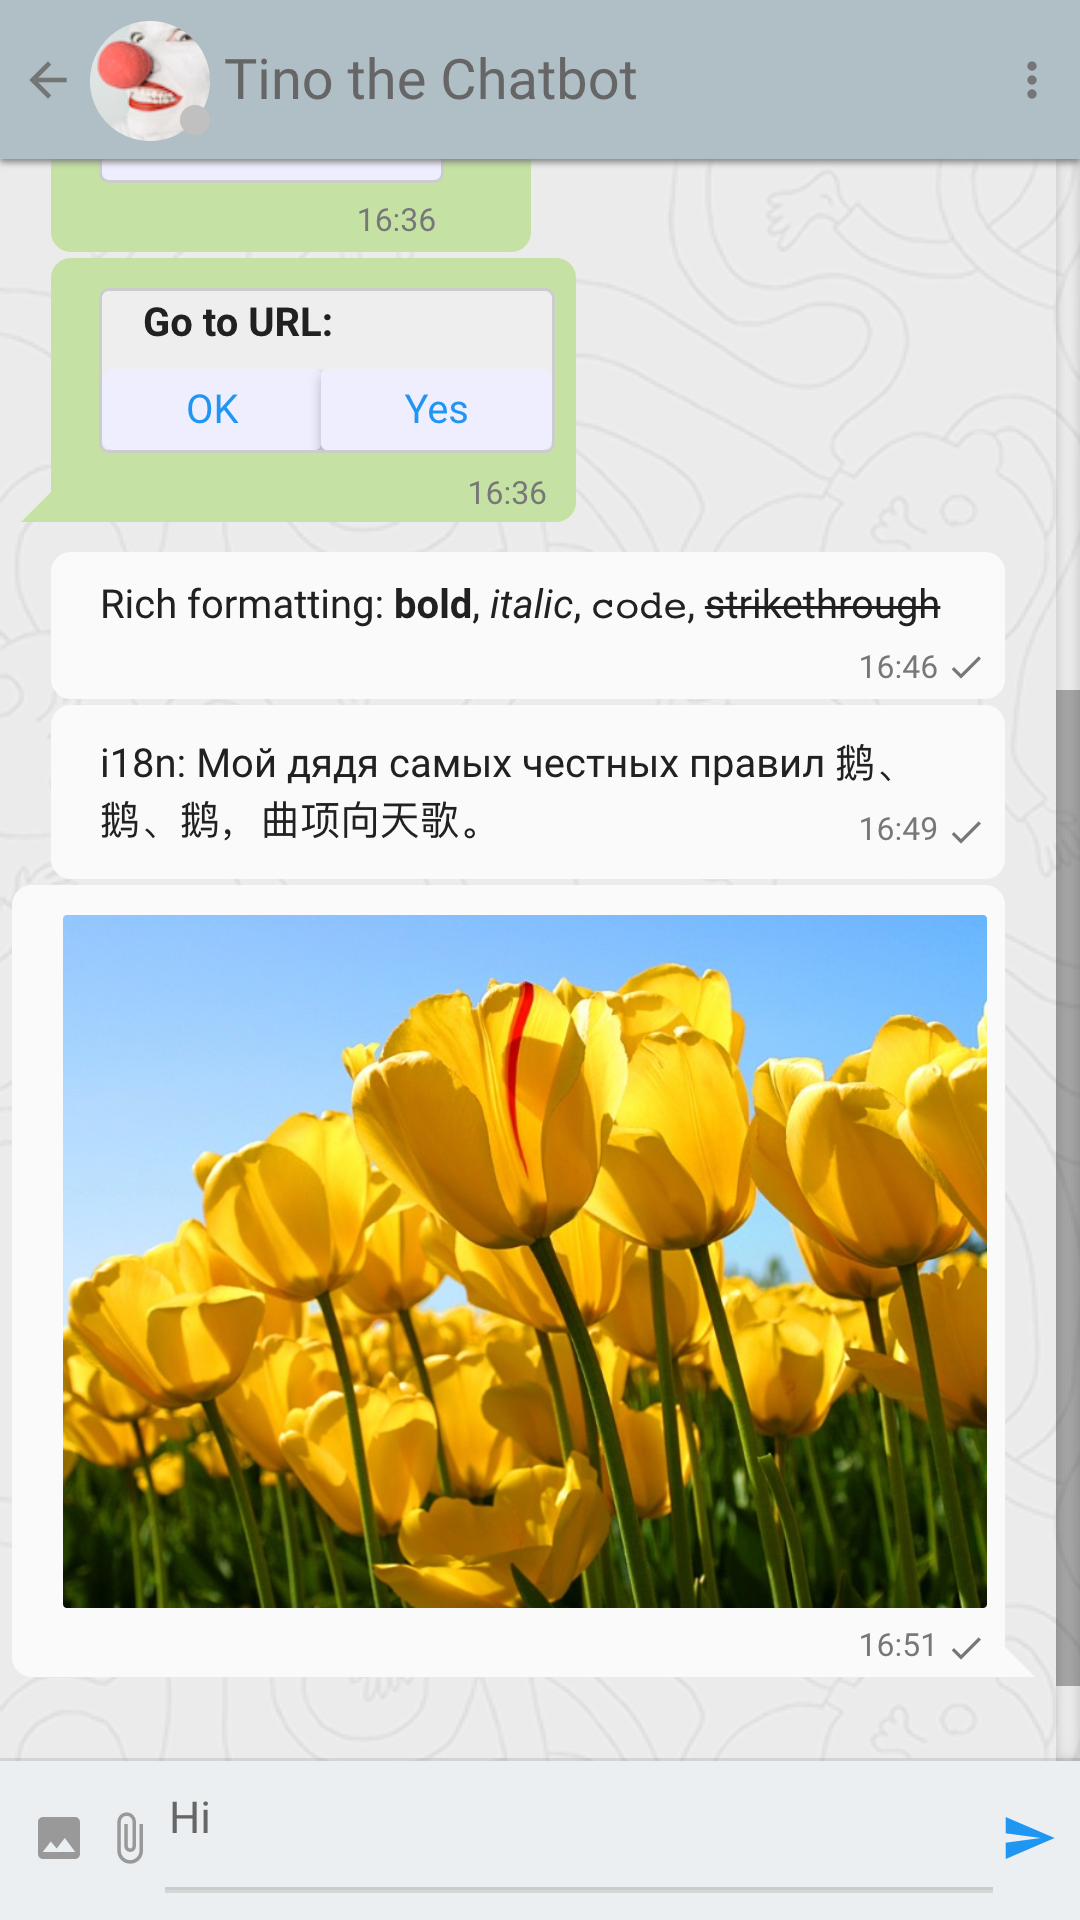 Tino the Chatbot
16:36
Go to URL:
OK Yes
16:36
Rich formatting: bold, italic, code, strikethrough
16:46
i18n: Мой дядя самых честных правил 鹅、
鹅、鹅，曲项向天歌。
16:49
16:51
Hi